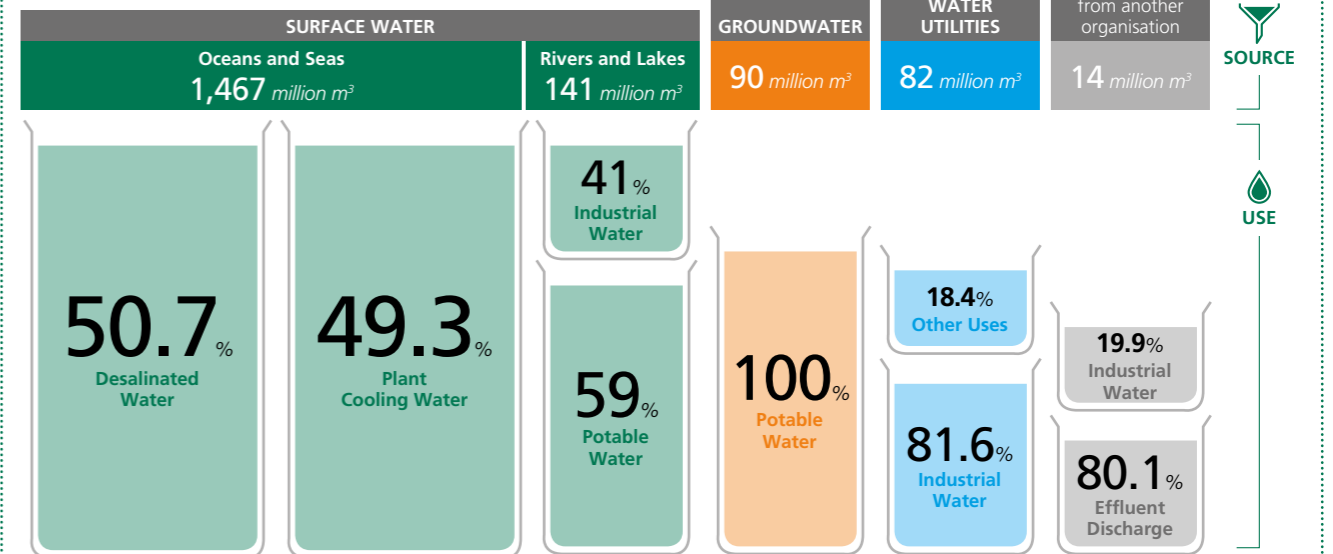 SURFACE WATER
Oceans and Seas
1,467 million m³
Rivers and Lakes
141 million m³
GROUNDWATER
90 million m³
WATER
UTILITIES
82 million m³
from another
organisation
14 million m³
SOURCE
50.7%
Desalinated
Water
49.3%
Plant
Cooling Water
41%
Industrial
Water
59%
Potable
Water
100%
Potable
Water
18.4%
Other Uses
81.6%
Industrial
Water
19.9%
Industrial
Water
80.1%
Effluent
Discharge
USE